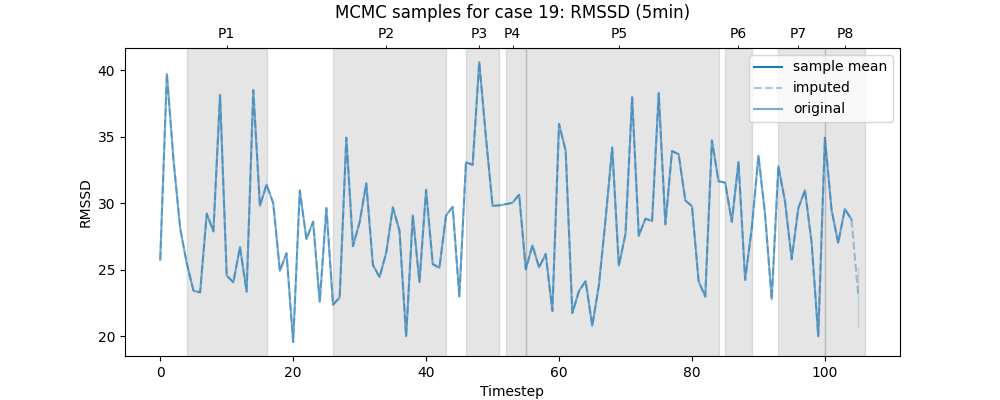 MCMC samples for case 19: RMSSD (5min)
P1 P2 P3 P4 P5 P6 P7 P8
sample mean
imputed
original
40
35
30
25
20
RMSSD
0 20 40 60 80 100
Timestep